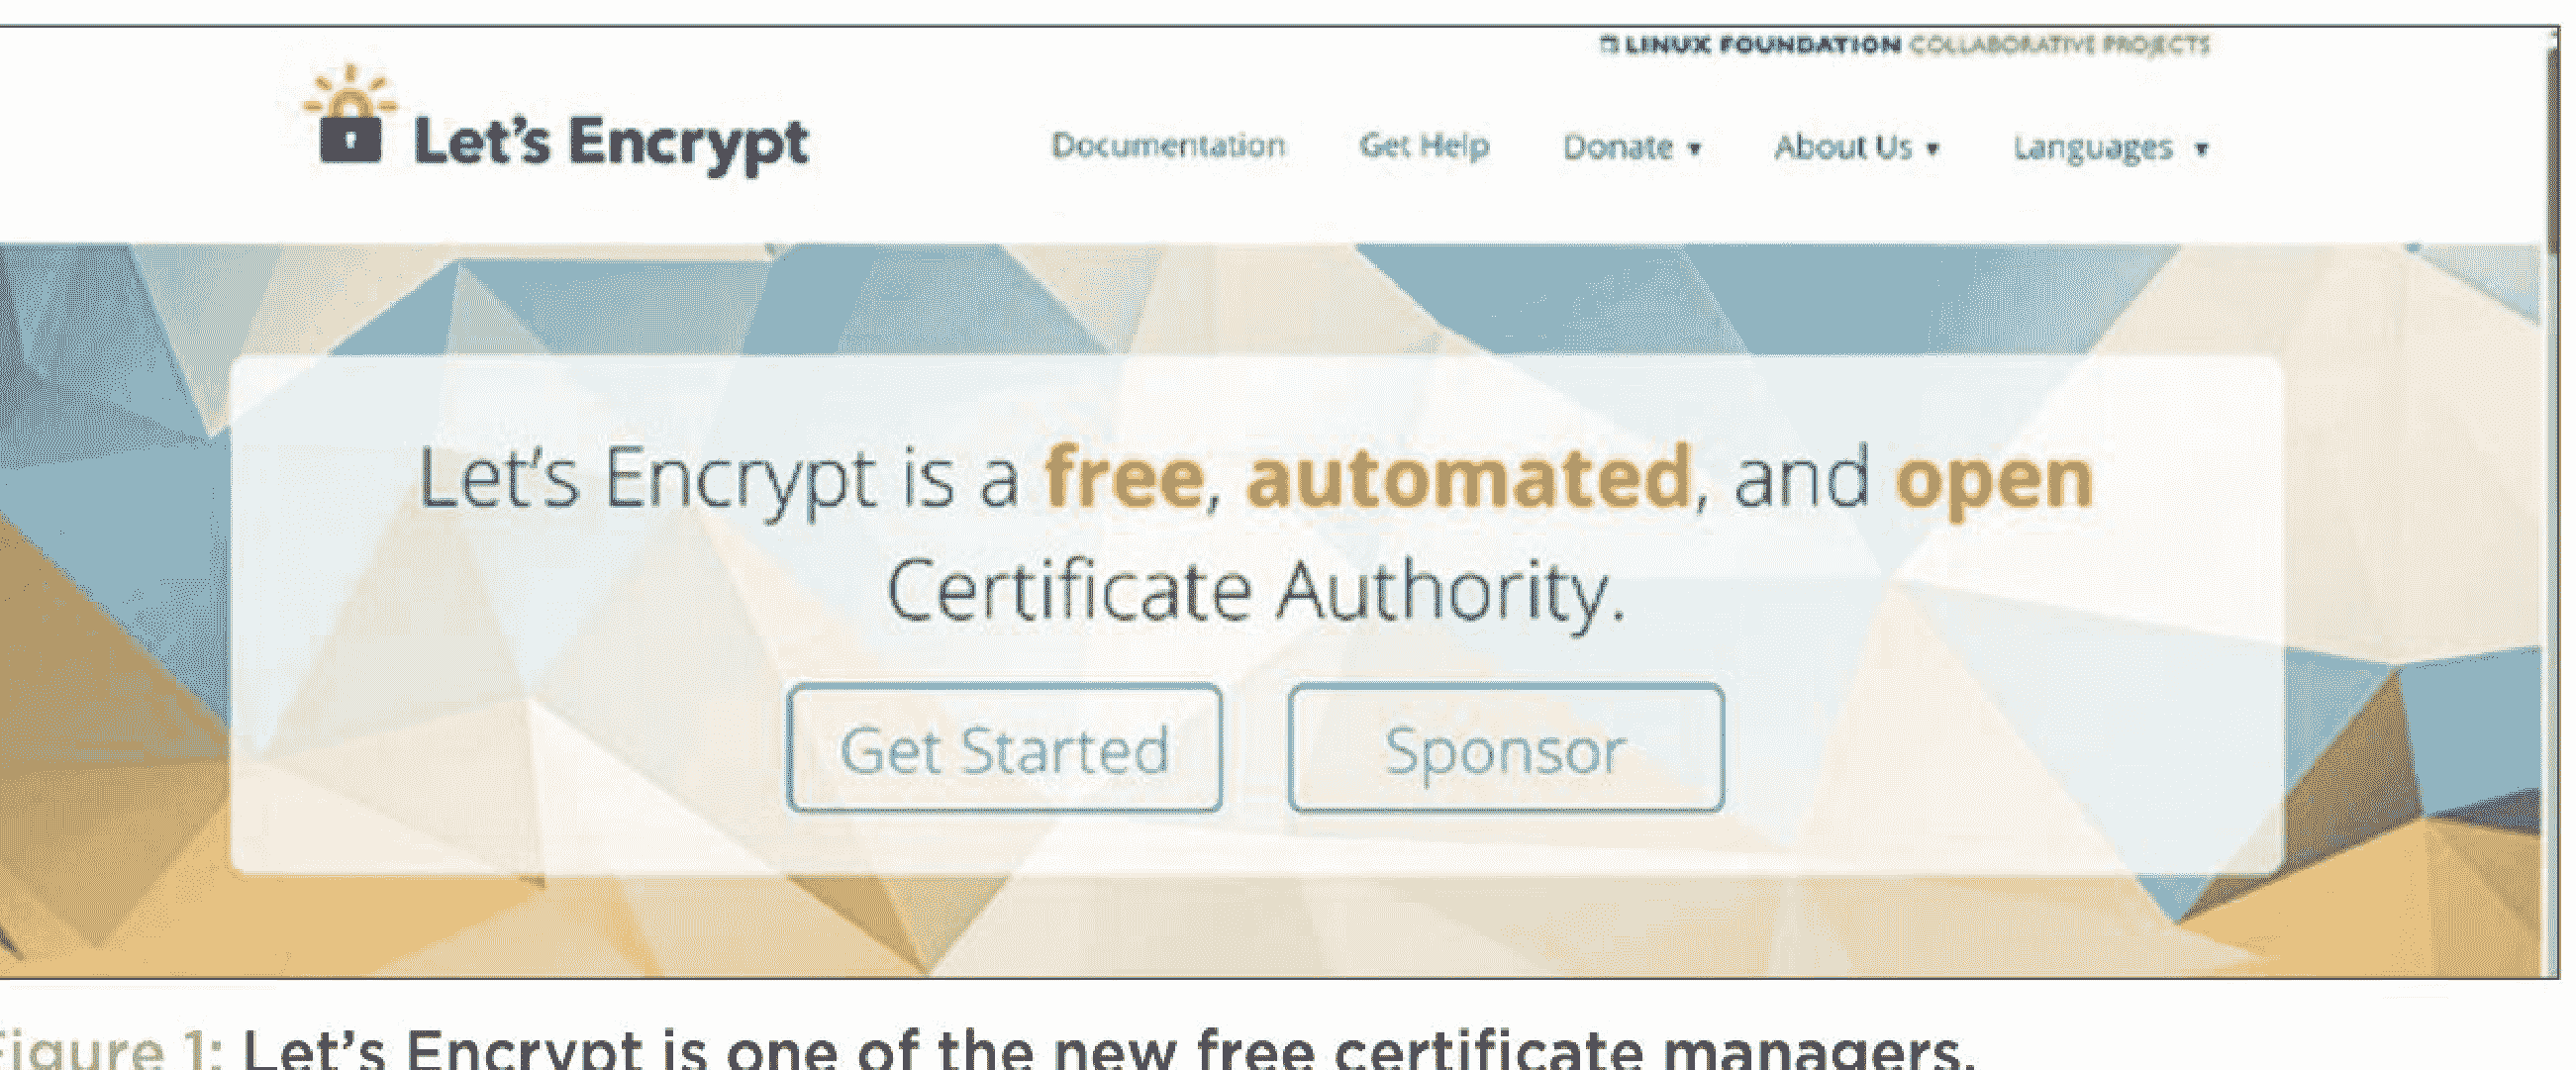 LINUX FOUNDATION COLLABORATIVE PROJECTS
Let's Encrypt
Documentation Get Help Donate ▾ About Us ▾ Languages ▾
Let's Encrypt is a free, automated, and open
Certificate Authority.
Get Started Sponsor
Figure 1: Let's Encrypt is one of the new free certificate managers.